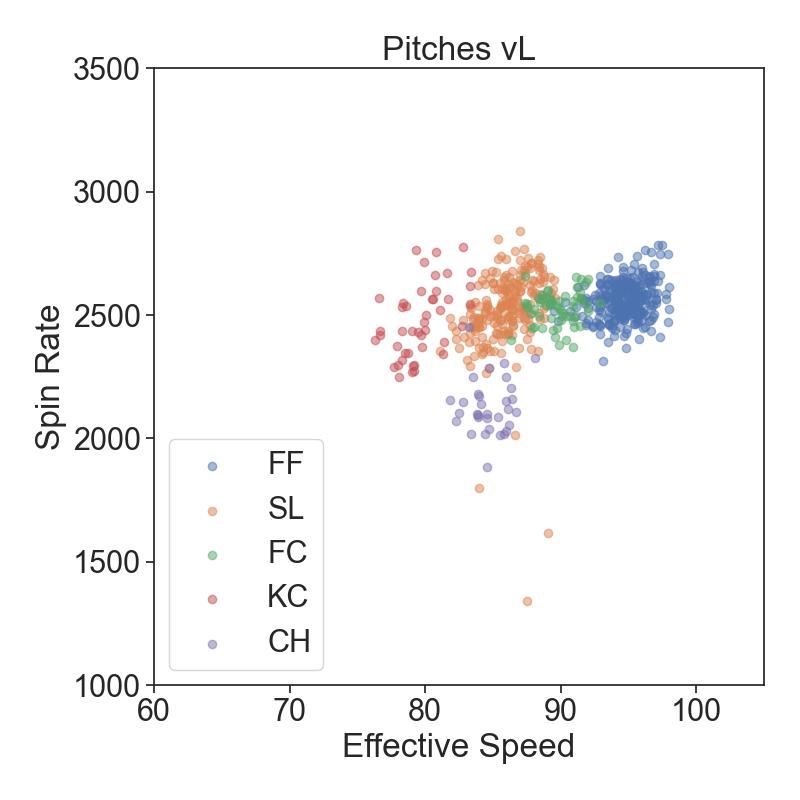 Pitches vL
3500
3000
2500
2000
1500
1000
Spin Rate
FF
SL
FC
KC
CH
60 70 80 90 100
Effective Speed